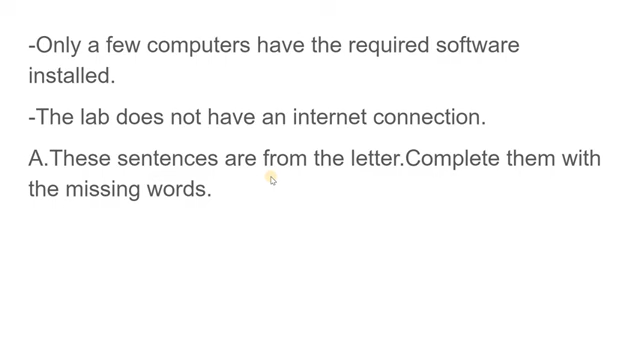 -Only a few computers have the required software
installed.
-The lab does not have an internet connection.
A.These sentences are from the letter.Complete them with
the missing words.